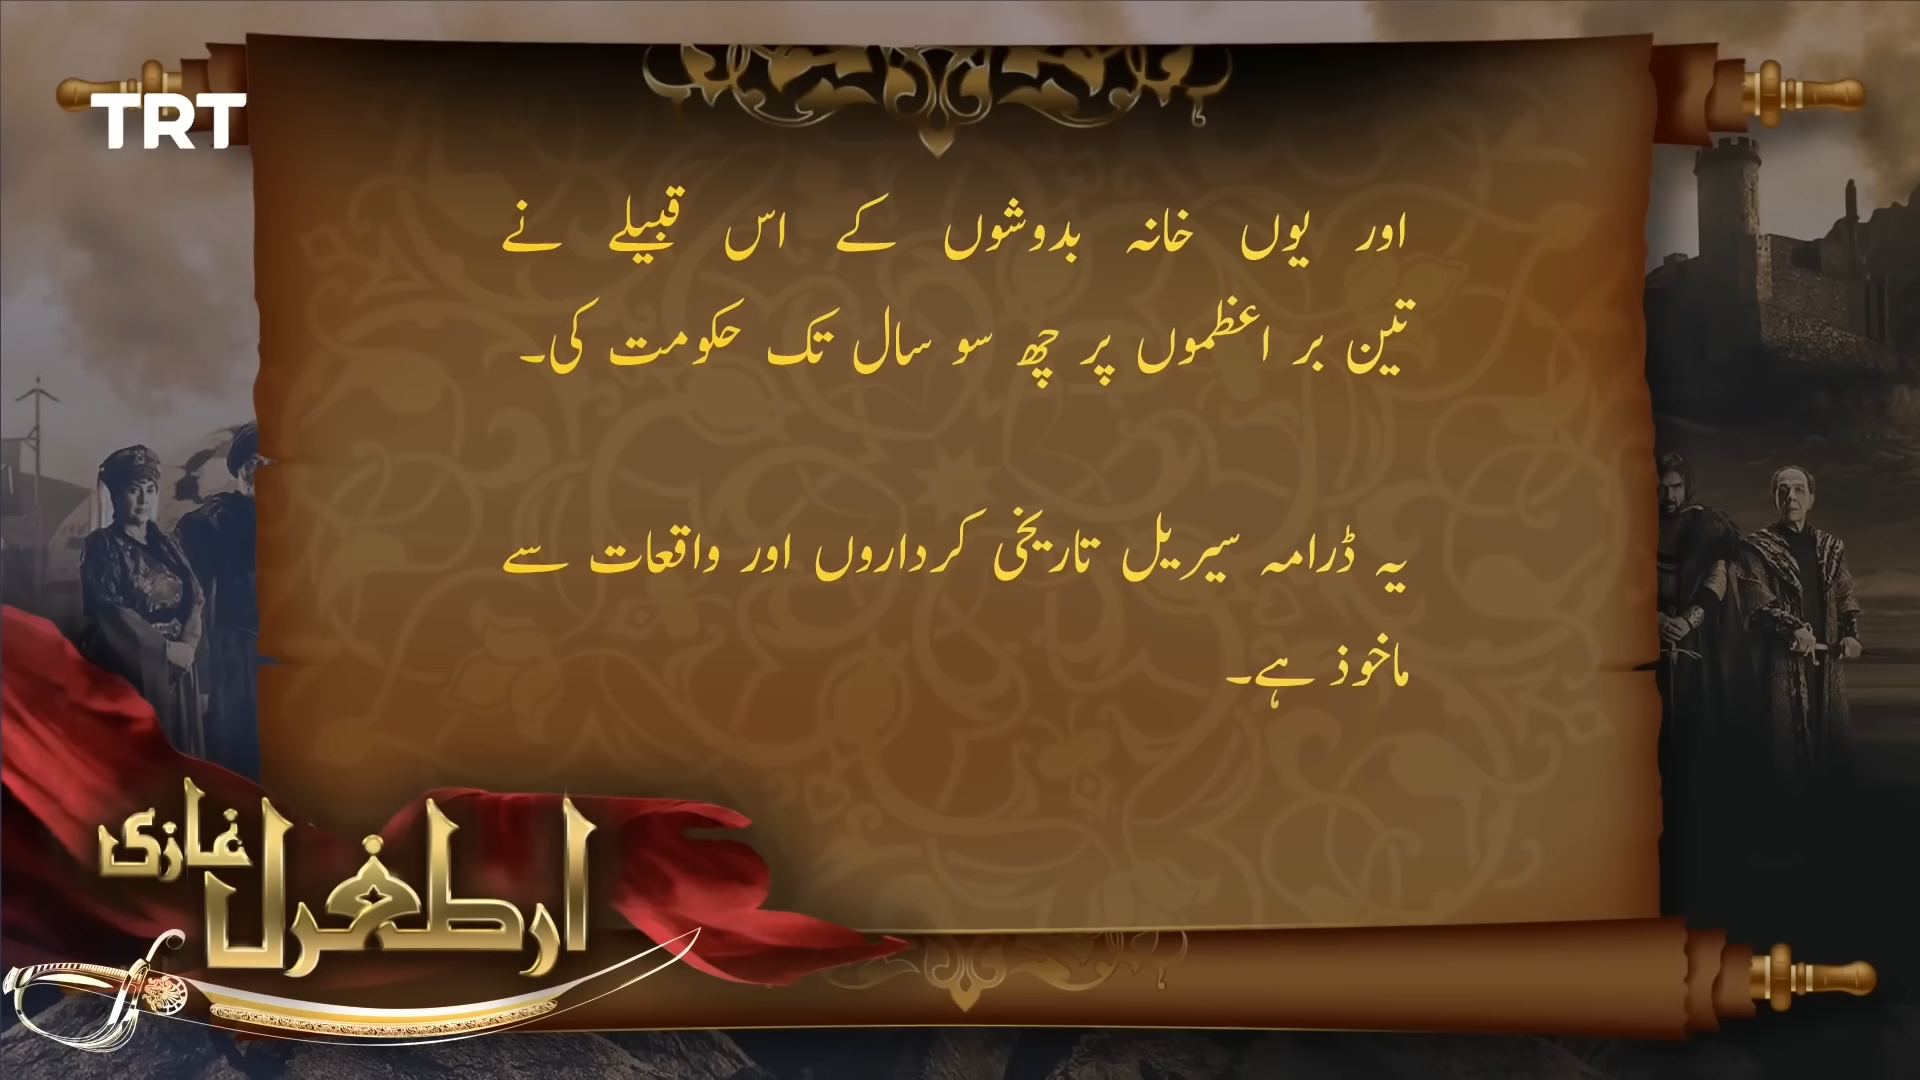 TRT
اور یوں خانہ بدوشوں کے اس قبیلے نے
تین بر اعظموں پر چھ سو سال تک حکومت کی۔
یہ ڈرامہ سیریل تاریخی کرداروں اور واقعات سے
ماخوذ ہے۔
ارطغرل غازی